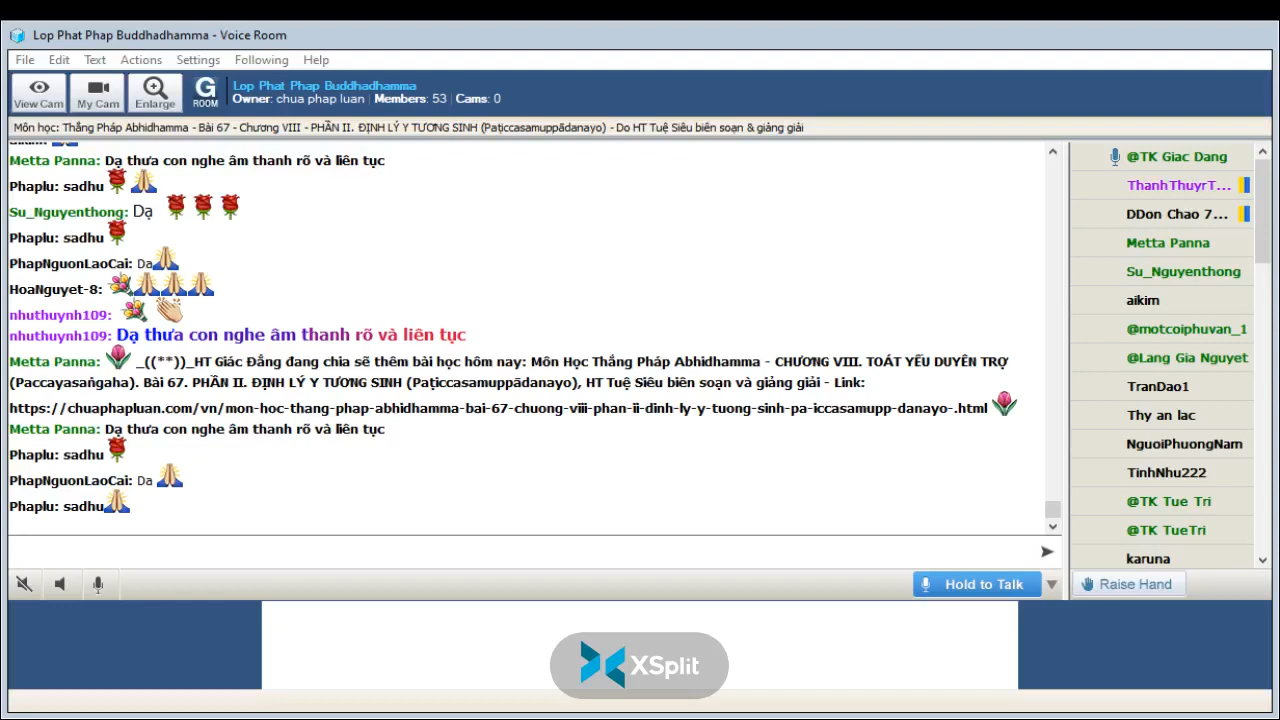 Lop Phat Phap Buddhadhamma - Voice Room
File Edit Text Actions Settings Following Help
View Cam
My Cam
Enlarge
G ROOM
Lop Phat Phap Buddhadhamma
Owner: chua phap luan | Members: 53 | Cams: 0
Môn học: Thắng Pháp Abhidhamma - Bài 67 - Chương VIII - PHẦN II. ĐỊNH LÝ Y TƯƠNG SINH (Paṭiccasamuppādanayo) - Do HT Tuệ Siêu biên soạn & giảng giải
Metta Panna: Dạ thưa con nghe âm thanh rõ và liên tục
Phaplu: sadhu
Su_Nguyenthong: Dạ
Phaplu: sadhu
PhapNguonLaoCai: Da
HoaNguyet-8:
nhuthuynh109:
nhuthuynh109: Dạ thưa con nghe âm thanh rõ và liên tục
Metta Panna: _((**))_HT Giác Đẳng đang chia sẽ thêm bài học hôm nay: Môn Học Thắng Pháp Abhidhamma - CHƯƠNG VIII. TOÁT YẾU DUYÊN TRỢ
(Paccayasaṅgaha). Bài 67. PHẦN II. ĐỊNH LÝ Y TƯƠNG SINH (Paṭiccasamuppādanayo), HT Tuệ Siêu biên soạn và giảng giải - Link:
https://chuaphapluan.com/vn/mon-hoc-thang-phap-abhidhamma-bai-67-chuong-viii-phan-ii-dinh-ly-y-tuong-sinh-pa-iccasamupp-danayo-.html
Metta Panna: Dạ thưa con nghe âm thanh rõ và liên tục
Phaplu: sadhu
PhapNguonLaoCai: Da
Phaplu: sadhu
@TK Giac Dang
ThanhThuyrT...
DDon Chao 7...
Metta Panna
Su_Nguyenthong
aikim
@motcoiphuvan_1
@Lang Gia Nguyet
TranDao1
Thy an lac
NguoiPhuongNam
TinhNhu222
@TK Tue Tri
@TK TueTri
karuna
Hold to Talk
Raise Hand
XSplit